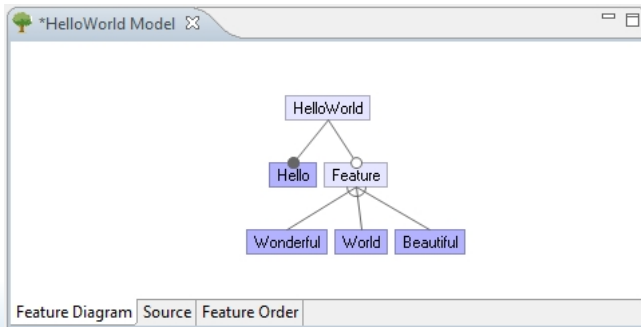 *HelloWorld Model
HelloWorld
Hello Feature
Wonderful World Beautiful
Feature Diagram Source Feature Order